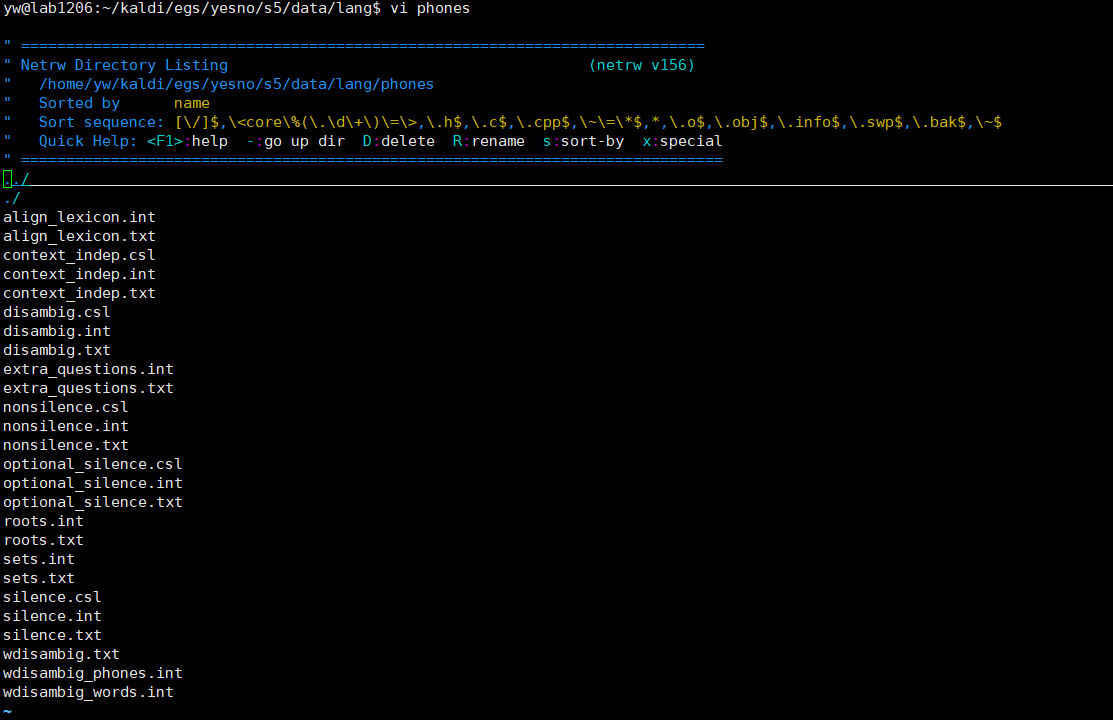 yw@lab1206:~/kaldi/egs/yesno/s5/data/lang$ vi phones
" ============================================================================
" Netrw Directory Listing                                        (netrw v156)
"   /home/yw/kaldi/egs/yesno/s5/data/lang/phones
"   Sorted by      name
"   Sort sequence: [\/]$,\<core\%(\.\d\+\)\=\>,\.h$,\.c$,\.cpp$,\~\=\*$,*,\.o$,\.obj$,\.info$,\.swp$,\.bak$,\~$
"   Quick Help: <F1>:help  -:go up dir  D:delete  R:rename  s:sort-by  x:special
" ==============================================================================
../
./
align_lexicon.int
align_lexicon.txt
context_indep.csl
context_indep.int
context_indep.txt
disambig.csl
disambig.int
disambig.txt
extra_questions.int
extra_questions.txt
nonsilence.csl
nonsilence.int
nonsilence.txt
optional_silence.csl
optional_silence.int
optional_silence.txt
roots.int
roots.txt
sets.int
sets.txt
silence.csl
silence.int
silence.txt
wdisambig.txt
wdisambig_phones.int
wdisambig_words.int
~